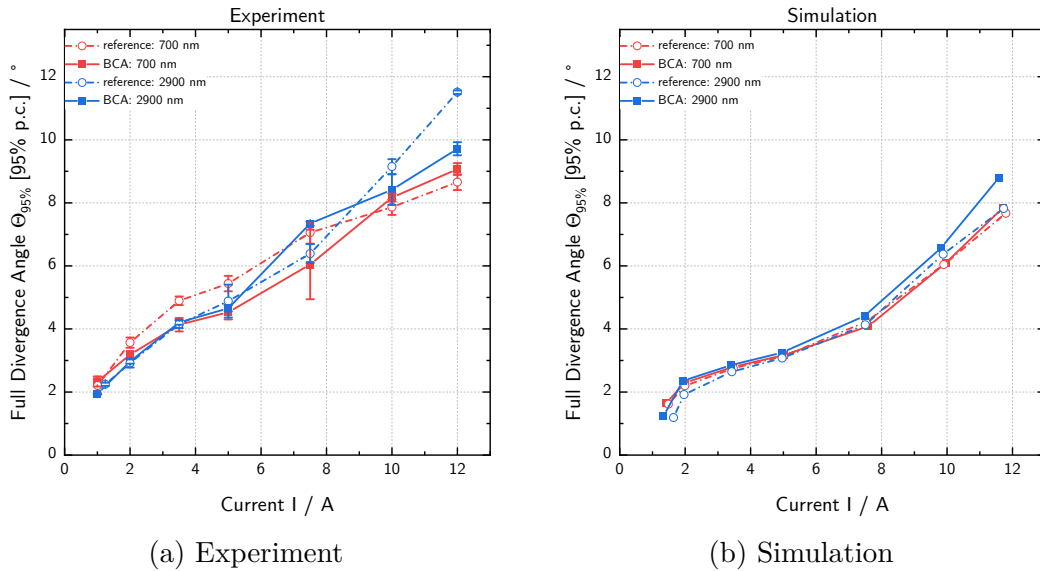 Experiment
reference: 700 nm
BCA: 700 nm
reference: 2900 nm
BCA: 2900 nm
Full Divergence Angle Θ95% [95% p.c.] / °
12
10
8
6
4
2
0
0 2 4 6 8 10 12
Current I / A
(a) Experiment
Simulation
reference: 700 nm
BCA: 700 nm
reference: 2900 nm
BCA: 2900 nm
Full Divergence Angle Θ95% [95% p.c.] / °
12
10
8
6
4
2
0
0 2 4 6 8 10 12
Current I / A
(b) Simulation